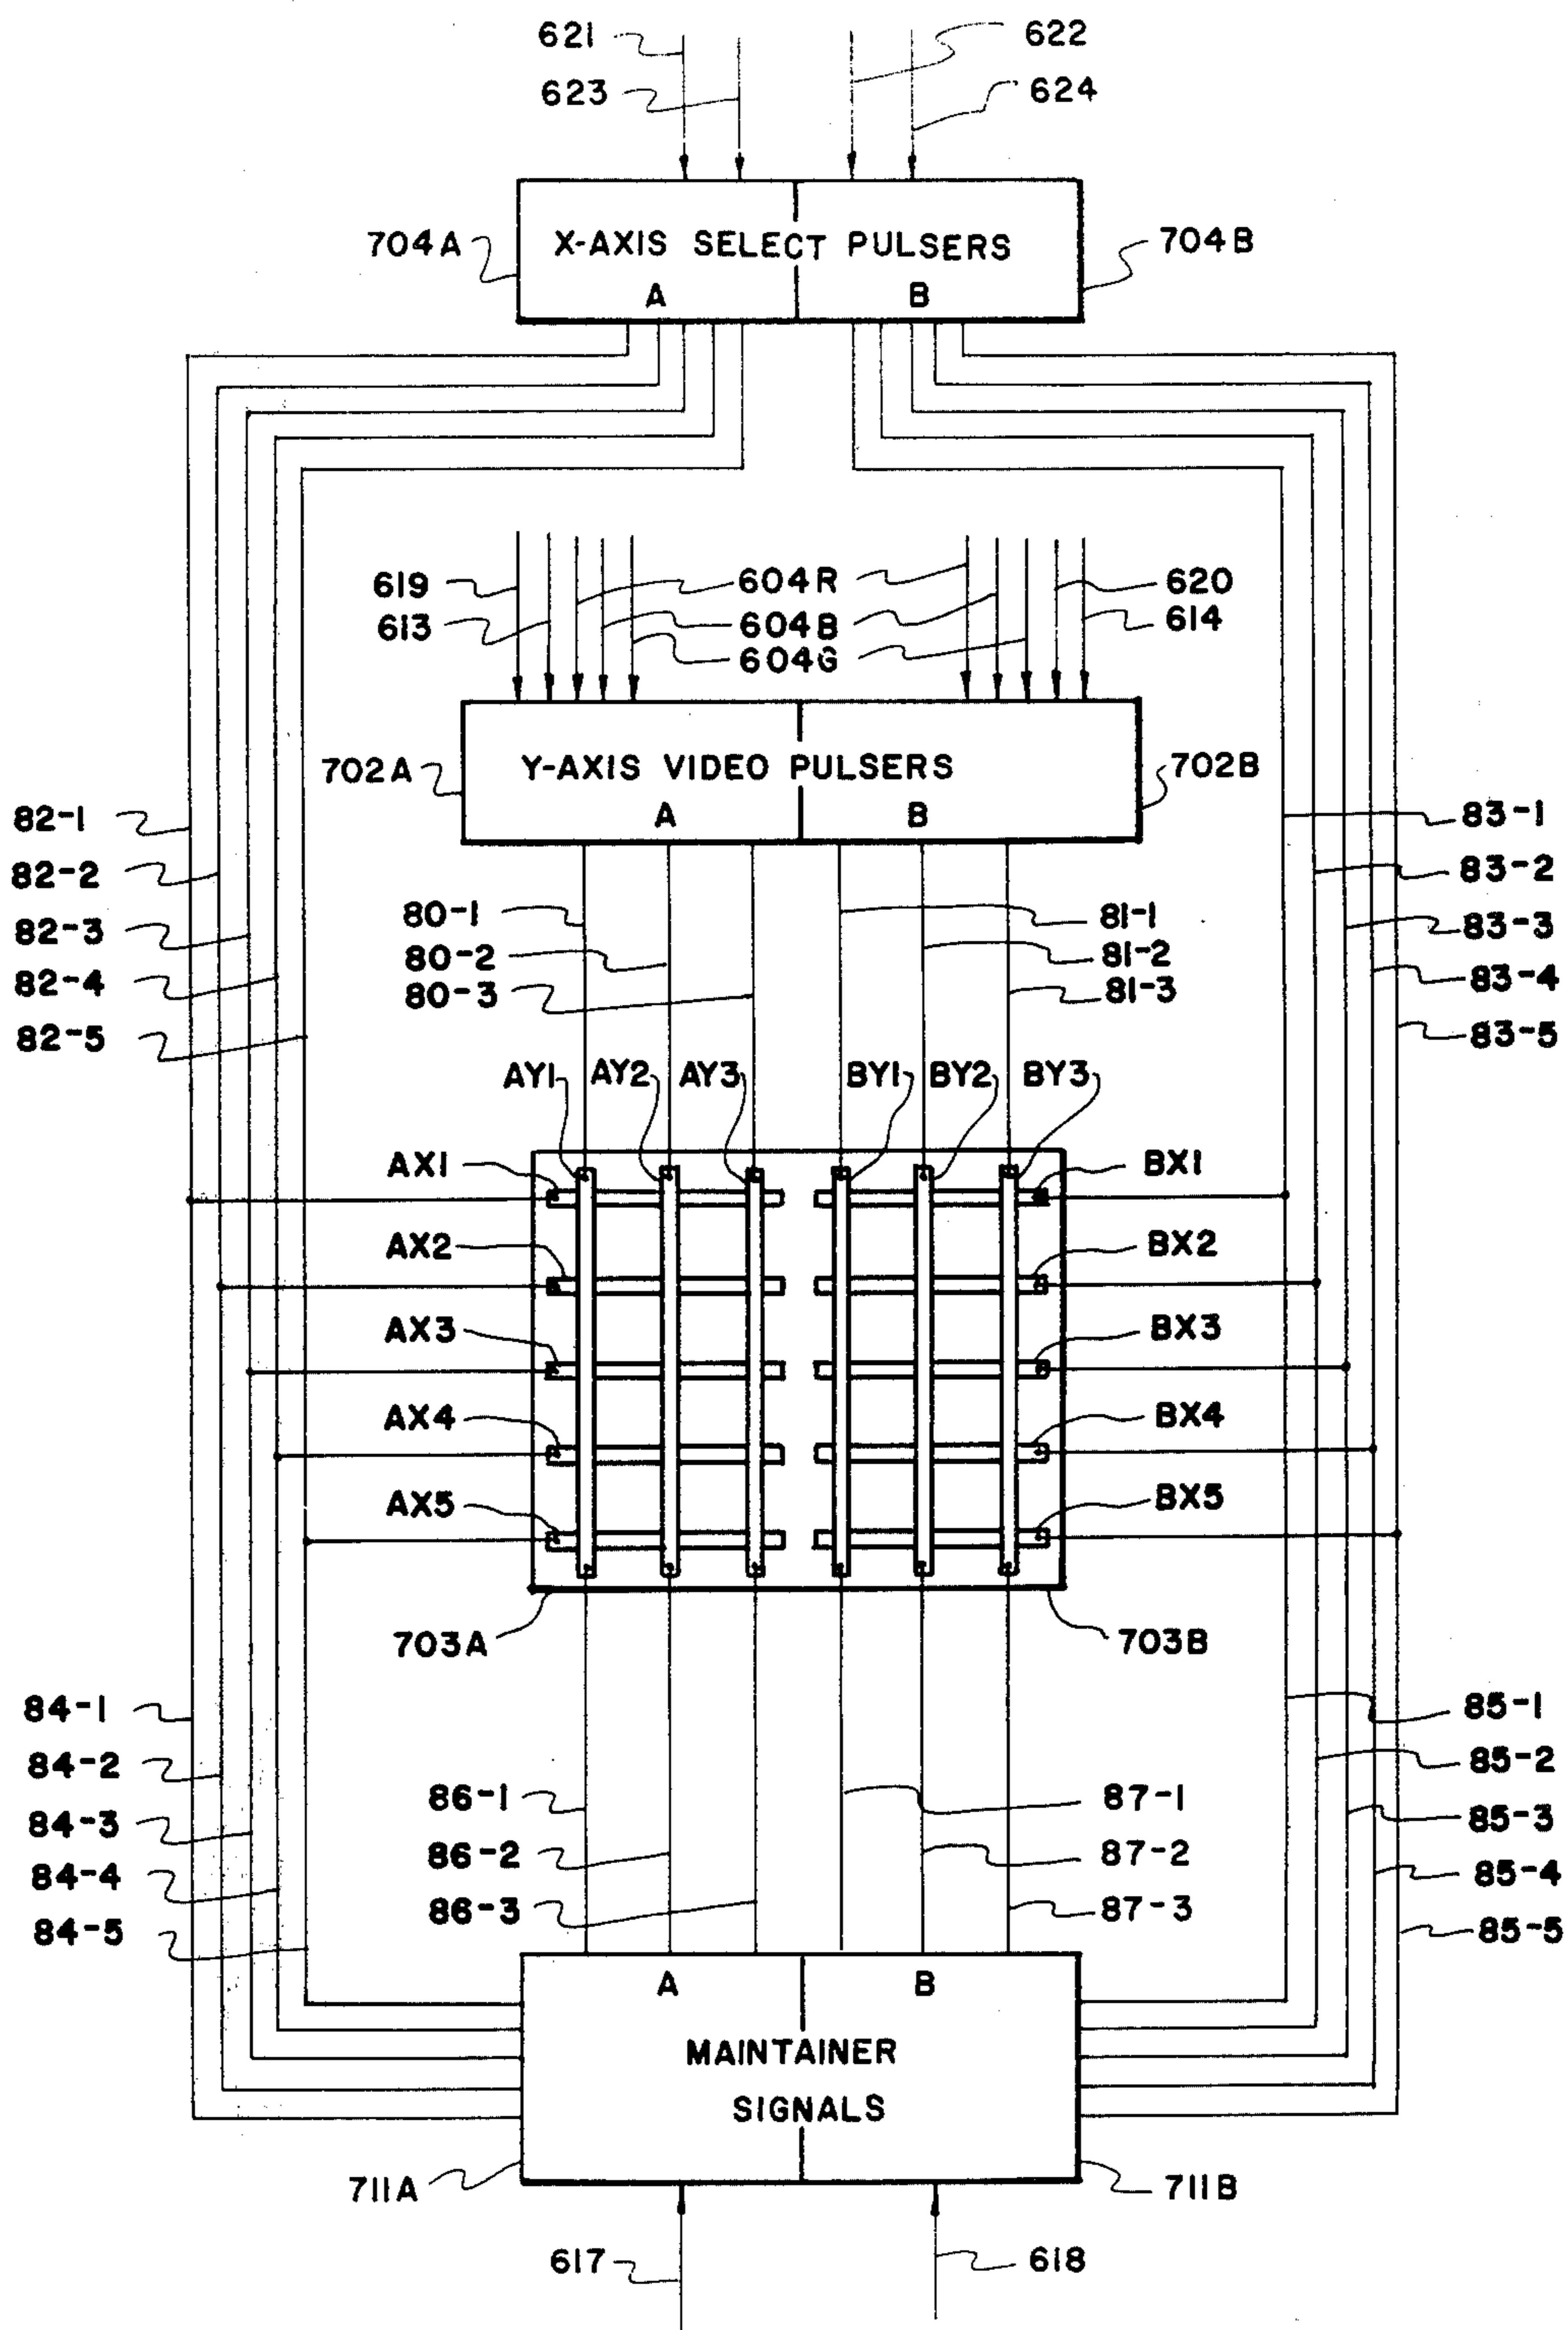 621
622
623
624
704A
X-AXIS SELECT PULSERS
704B
A
B
619
604R
620
613
604B
614
604G
702A
Y-AXIS VIDEO PULSERS
702B
A
B
82-1
83-1
82-2
83-2
80-1
81-1
82-3
83-3
80-2
81-2
82-4
83-4
80-3
81-3
82-5
83-5
AY1
AY2
AY3
BY1
BY2
BY3
AX1
BX1
AX2
BX2
AX3
BX3
AX4
BX4
AX5
BX5
703A
703B
84-1
85-1
84-2
85-2
86-1
87-1
84-3
85-3
86-2
87-2
84-4
85-4
86-3
87-3
84-5
85-5
A
B
MAINTAINER
SIGNALS
711A
711B
617
618